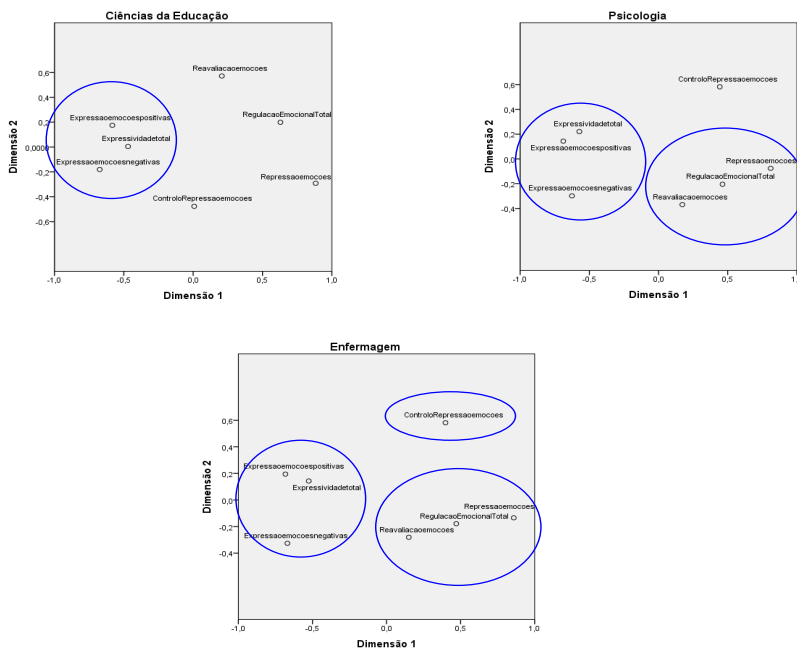 Ciências da Educação
Dimensão 2
0,6
0,4
0,2
0,0000
-0,2
-0,4
-0,6
Reavaliacaoemocoes
RegulacaoEmocionalTotal
Expressaoemocoespositivas
Expressividadetotal
Expressaoemocoesnegativas
Repressaoemocoes
ControloRepressaoemocoes
-1,0 -0,5 0,0 0,5 1,0
Dimensão 1
Psicologia
Dimensão 2
0,6
0,4
0,2
0,0
-0,2
-0,4
ControloRepressaoemocoes
Expressividadetotal
Expressaoemocoespositivas
Repressaoemocoes
RegulacaoEmocionalTotal
Expressaoemocoesnegativas
Reavaliacaoemocoes
-1,0 -0,5 0,0 0,5 1,0
Dimensão 1
Enfermagem
Dimensão 2
0,6
0,4
0,2
0,0
-0,2
-0,4
ControloRepressaoemocoes
Expressaoemocoespositivas
Expressividadetotal
Repressaoemocoes
RegulacaoEmocionalTotal
Reavaliacaoemocoes
Expressaoemocoesnegativas
-1,0 -0,5 0,0 0,5 1,0
Dimensão 1